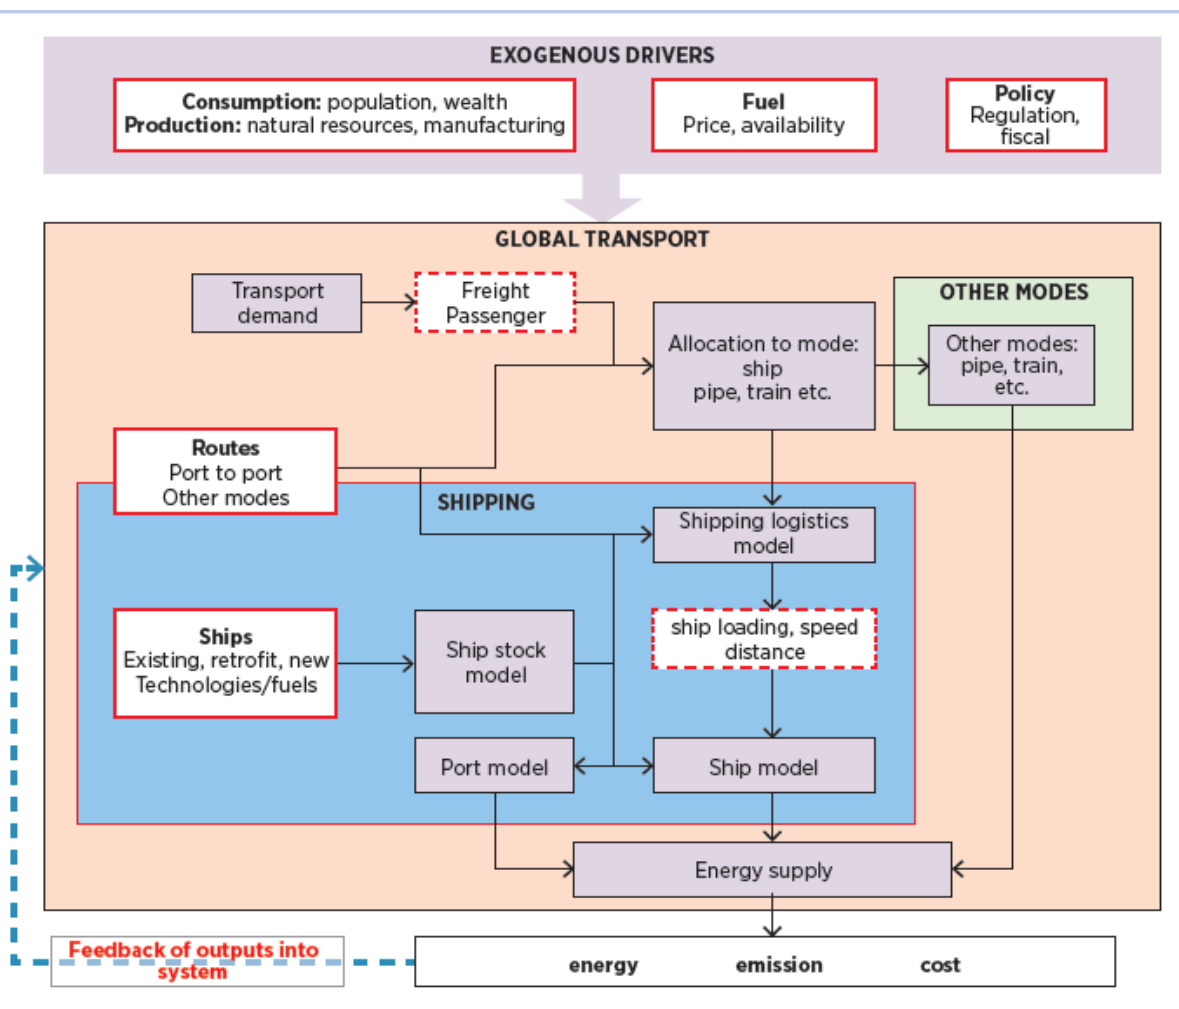 EXOGENOUS DRIVERS
Consumption: population, wealth
Production: natural resources, manufacturing
Fuel
Price, availability
Policy
Regulation,
fiscal
GLOBAL TRANSPORT
Transport
demand
Freight
Passenger
Allocation to mode:
ship
pipe, train etc.
OTHER MODES
Other modes:
pipe, train,
etc.
Routes
Port to port
Other modes
SHIPPING
Shipping logistics
model
Ships
Existing, retrofit, new
Technologies/fuels
Ship stock
model
ship loading, speed
distance
Port model
Ship model
Energy supply
Feedback of outputs into
system
energy emission cost